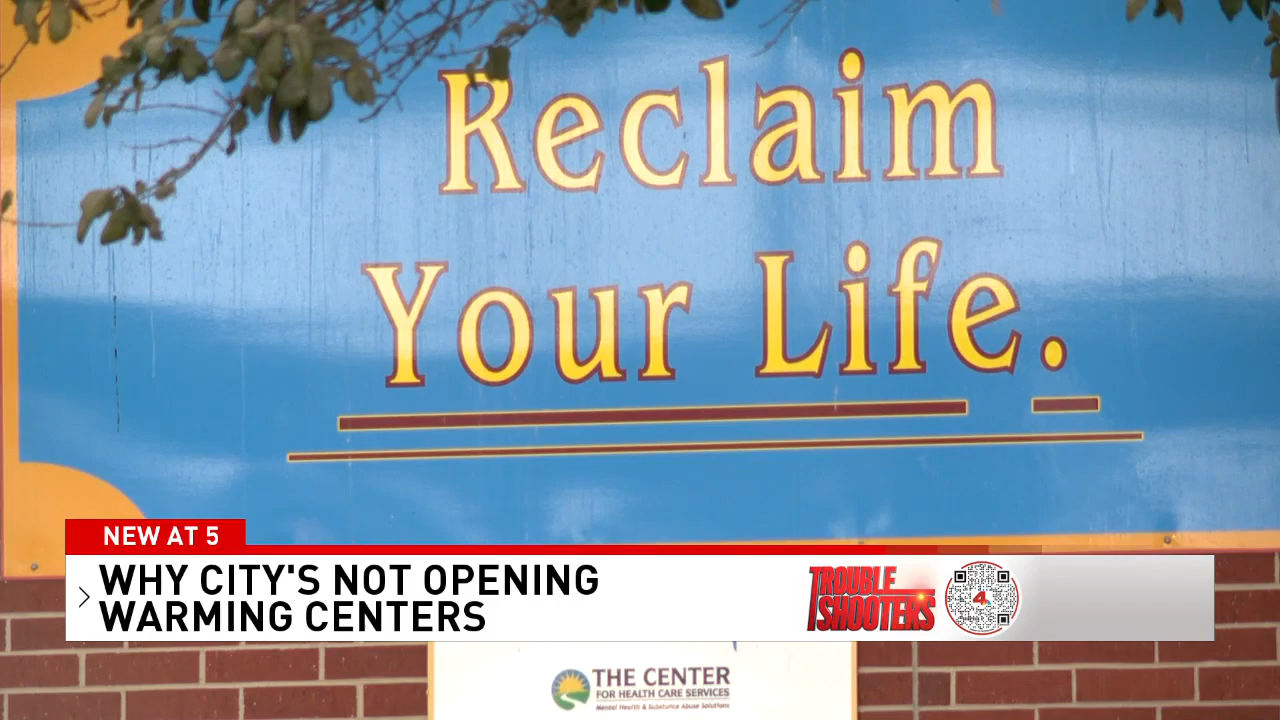 Reclaim
Your Life.
NEW AT 5
WHY CITY'S NOT OPENING
WARMING CENTERS
TROUBLE
SHOOTERS
4
THE CENTER
FOR HEALTH CARE SERVICES
Mental Health & Substance Abuse Solutions